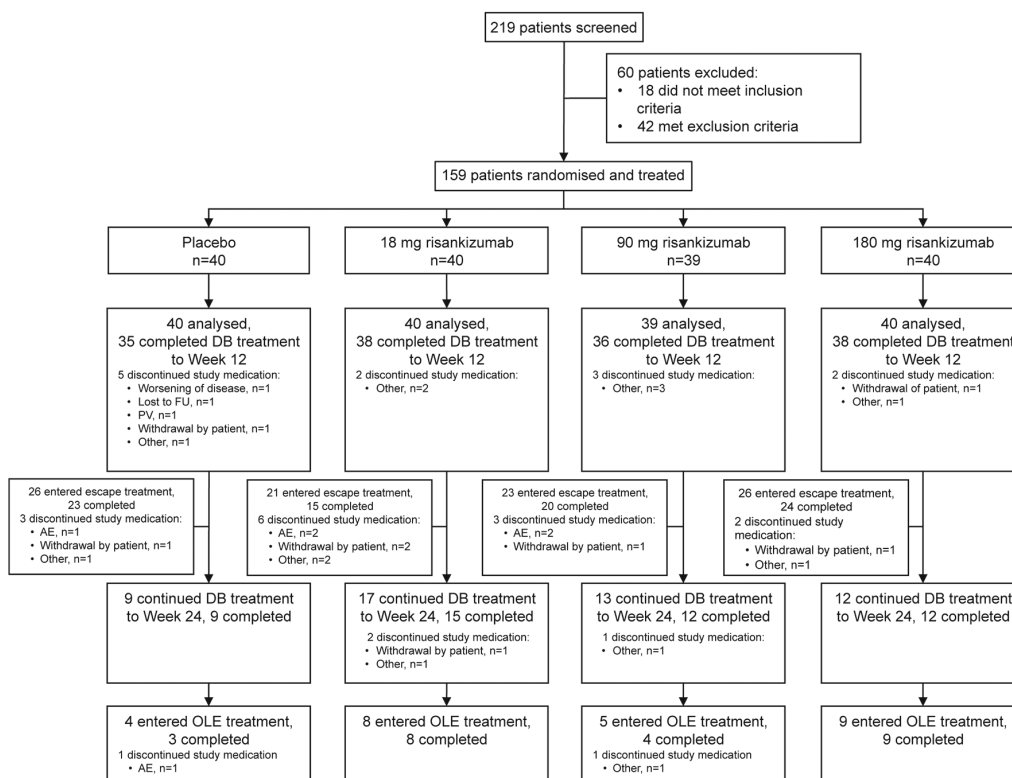 219 patients screened
60 patients excluded:
• 18 did not meet inclusion
criteria
• 42 met exclusion criteria
159 patients randomised and treated
Placebo
n=40
18 mg risankizumab
n=40
90 mg risankizumab
n=39
180 mg risankizumab
n=40
40 analysed,
35 completed DB treatment
to Week 12
5 discontinued study medication:
• Worsening of disease, n=1
• Lost to FU, n=1
• PV, n=1
• Withdrawal by patient, n=1
• Other, n=1
40 analysed,
38 completed DB treatment
to Week 12
2 discontinued study medication:
• Other, n=2
39 analysed,
36 completed DB treatment
to Week 12
3 discontinued study medication:
• Other, n=3
40 analysed,
38 completed DB treatment
to Week 12
2 discontinued study medication:
• Withdrawal of patient, n=1
• Other, n=1
26 entered escape treatment,
23 completed
3 discontinued study medication:
• AE, n=1
• Withdrawal by patient, n=1
• Other, n=1
21 entered escape treatment,
15 completed
6 discontinued study medication:
• AE, n=2
• Withdrawal by patient, n=2
• Other, n=2
23 entered escape treatment,
20 completed
3 discontinued study medication:
• AE, n=2
• Withdrawal by patient, n=1
26 entered escape treatment,
24 completed
2 discontinued study
medication:
• Withdrawal by patient, n=1
• Other, n=1
9 continued DB treatment
to Week 24, 9 completed
17 continued DB treatment
to Week 24, 15 completed
2 discontinued study medication:
• Withdrawal by patient, n=1
• Other, n=1
13 continued DB treatment
to Week 24, 12 completed
1 discontinued study medication:
• Other, n=1
12 continued DB treatment
to Week 24, 12 completed
4 entered OLE treatment,
3 completed
1 discontinued study medication
• AE, n=1
8 entered OLE treatment,
8 completed
5 entered OLE treatment,
4 completed
1 discontinued study medication
• Other, n=1
9 entered OLE treatment,
9 completed